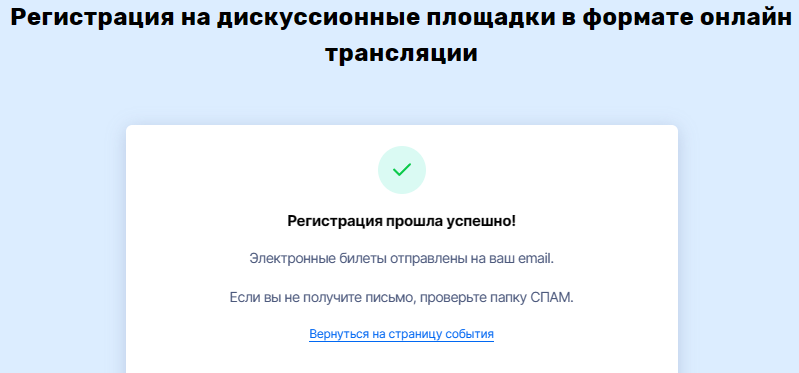 Регистрация на дискуссионные площадки в формате онлайн
трансляции
Регистрация прошла успешно!
Электронные билеты отправлены на ваш email.
Если вы не получите письмо, проверьте папку СПАМ.
Вернуться на страницу события